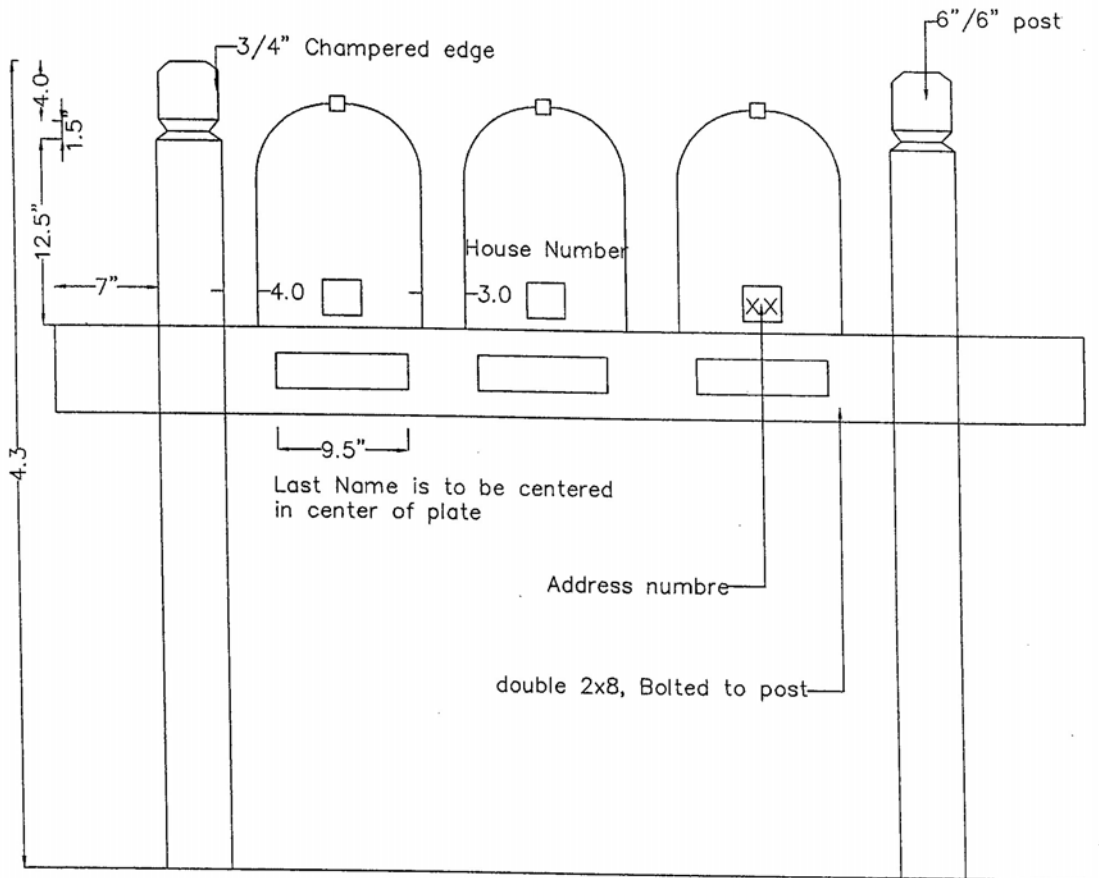 6"/6" post
3/4" Champered edge
4.0
1.5"
12.5"
House Number
7"
4.0
3.0
XX
4.3
9.5"
Last Name is to be centered
in center of plate
Address numbre
double 2x8, Bolted to post